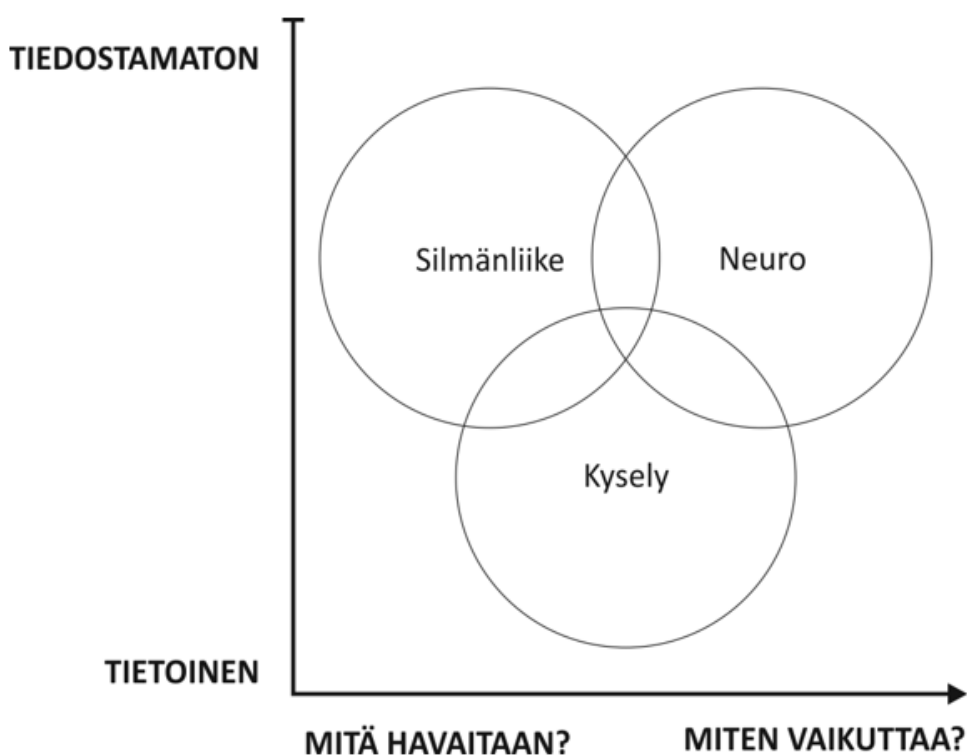 TIEDOSTAMATON
Silmänliike
Neuro
Kysely
TIETOINEN
MITÄ HAVAITAAN?
MITEN VAIKUTTAA?